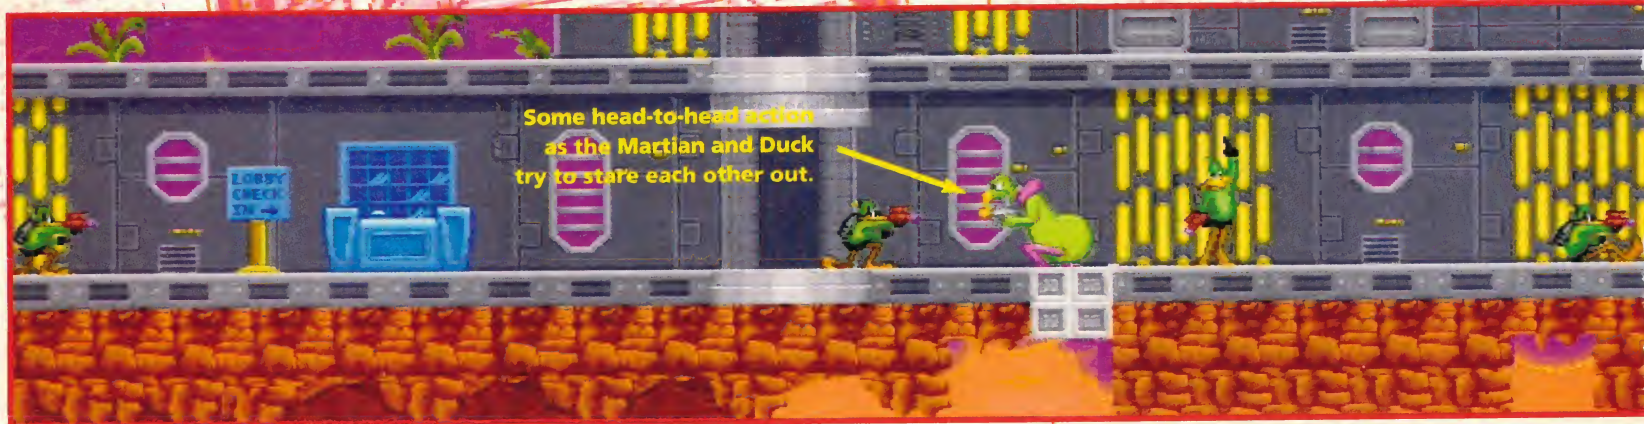 Some head-to-head action
as the Martian and Duck
try to stare each other out.
LOBBY
CHECK
IN →